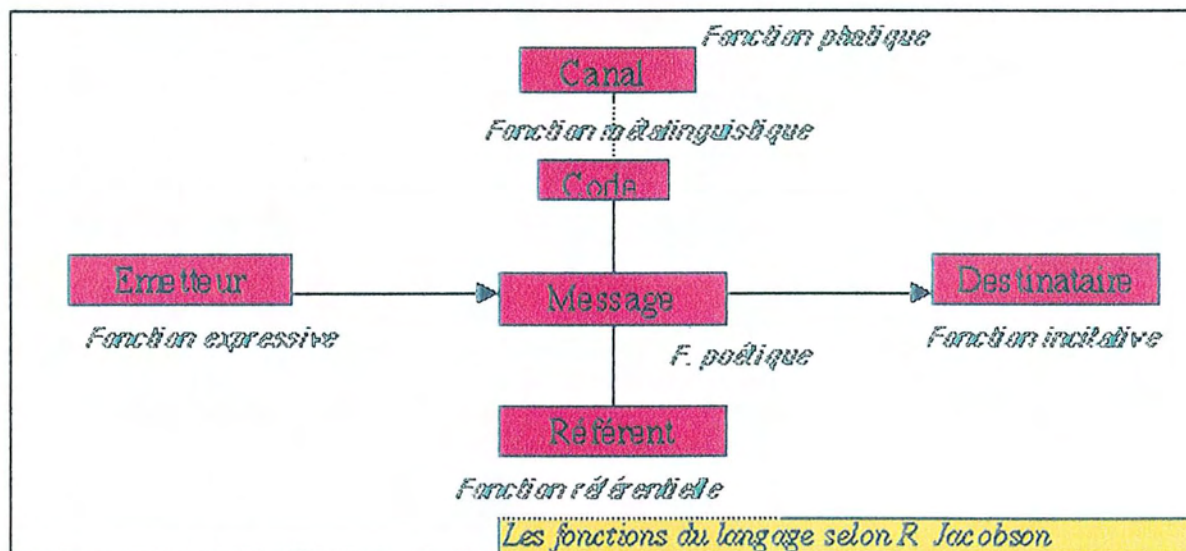 Fonction phatique
Canal
Fonction métalinguistique
Code
Emetteur
Message
Destinataire
Fonction expressive
F. poétique
Fonction incitative
Référent
Fonction référentielle
Les fonctions du langage selon R Jacobson